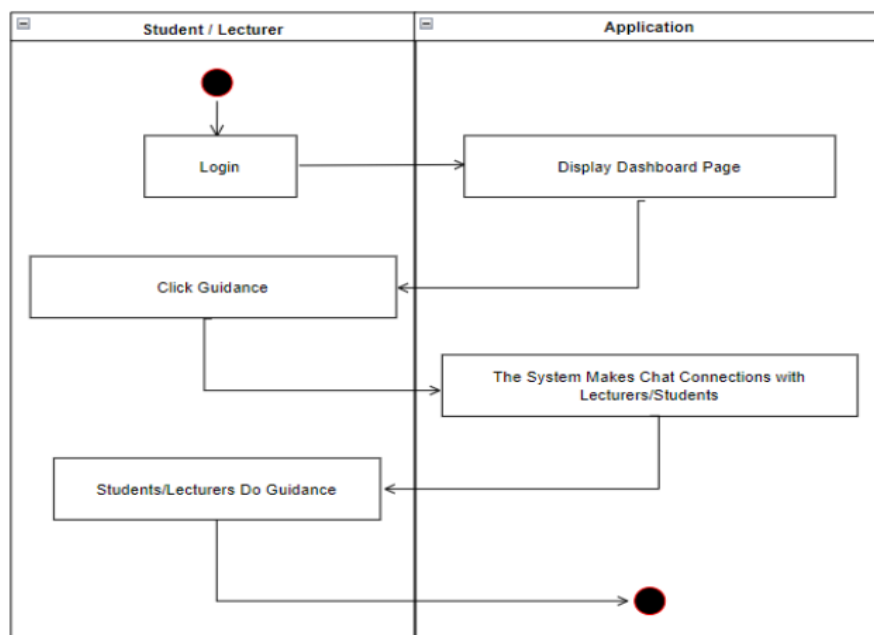 Student / Lecturer
Application
Login
Display Dashboard Page
Click Guidance
The System Makes Chat Connections with
Lecturers/Students
Students/Lecturers Do Guidance